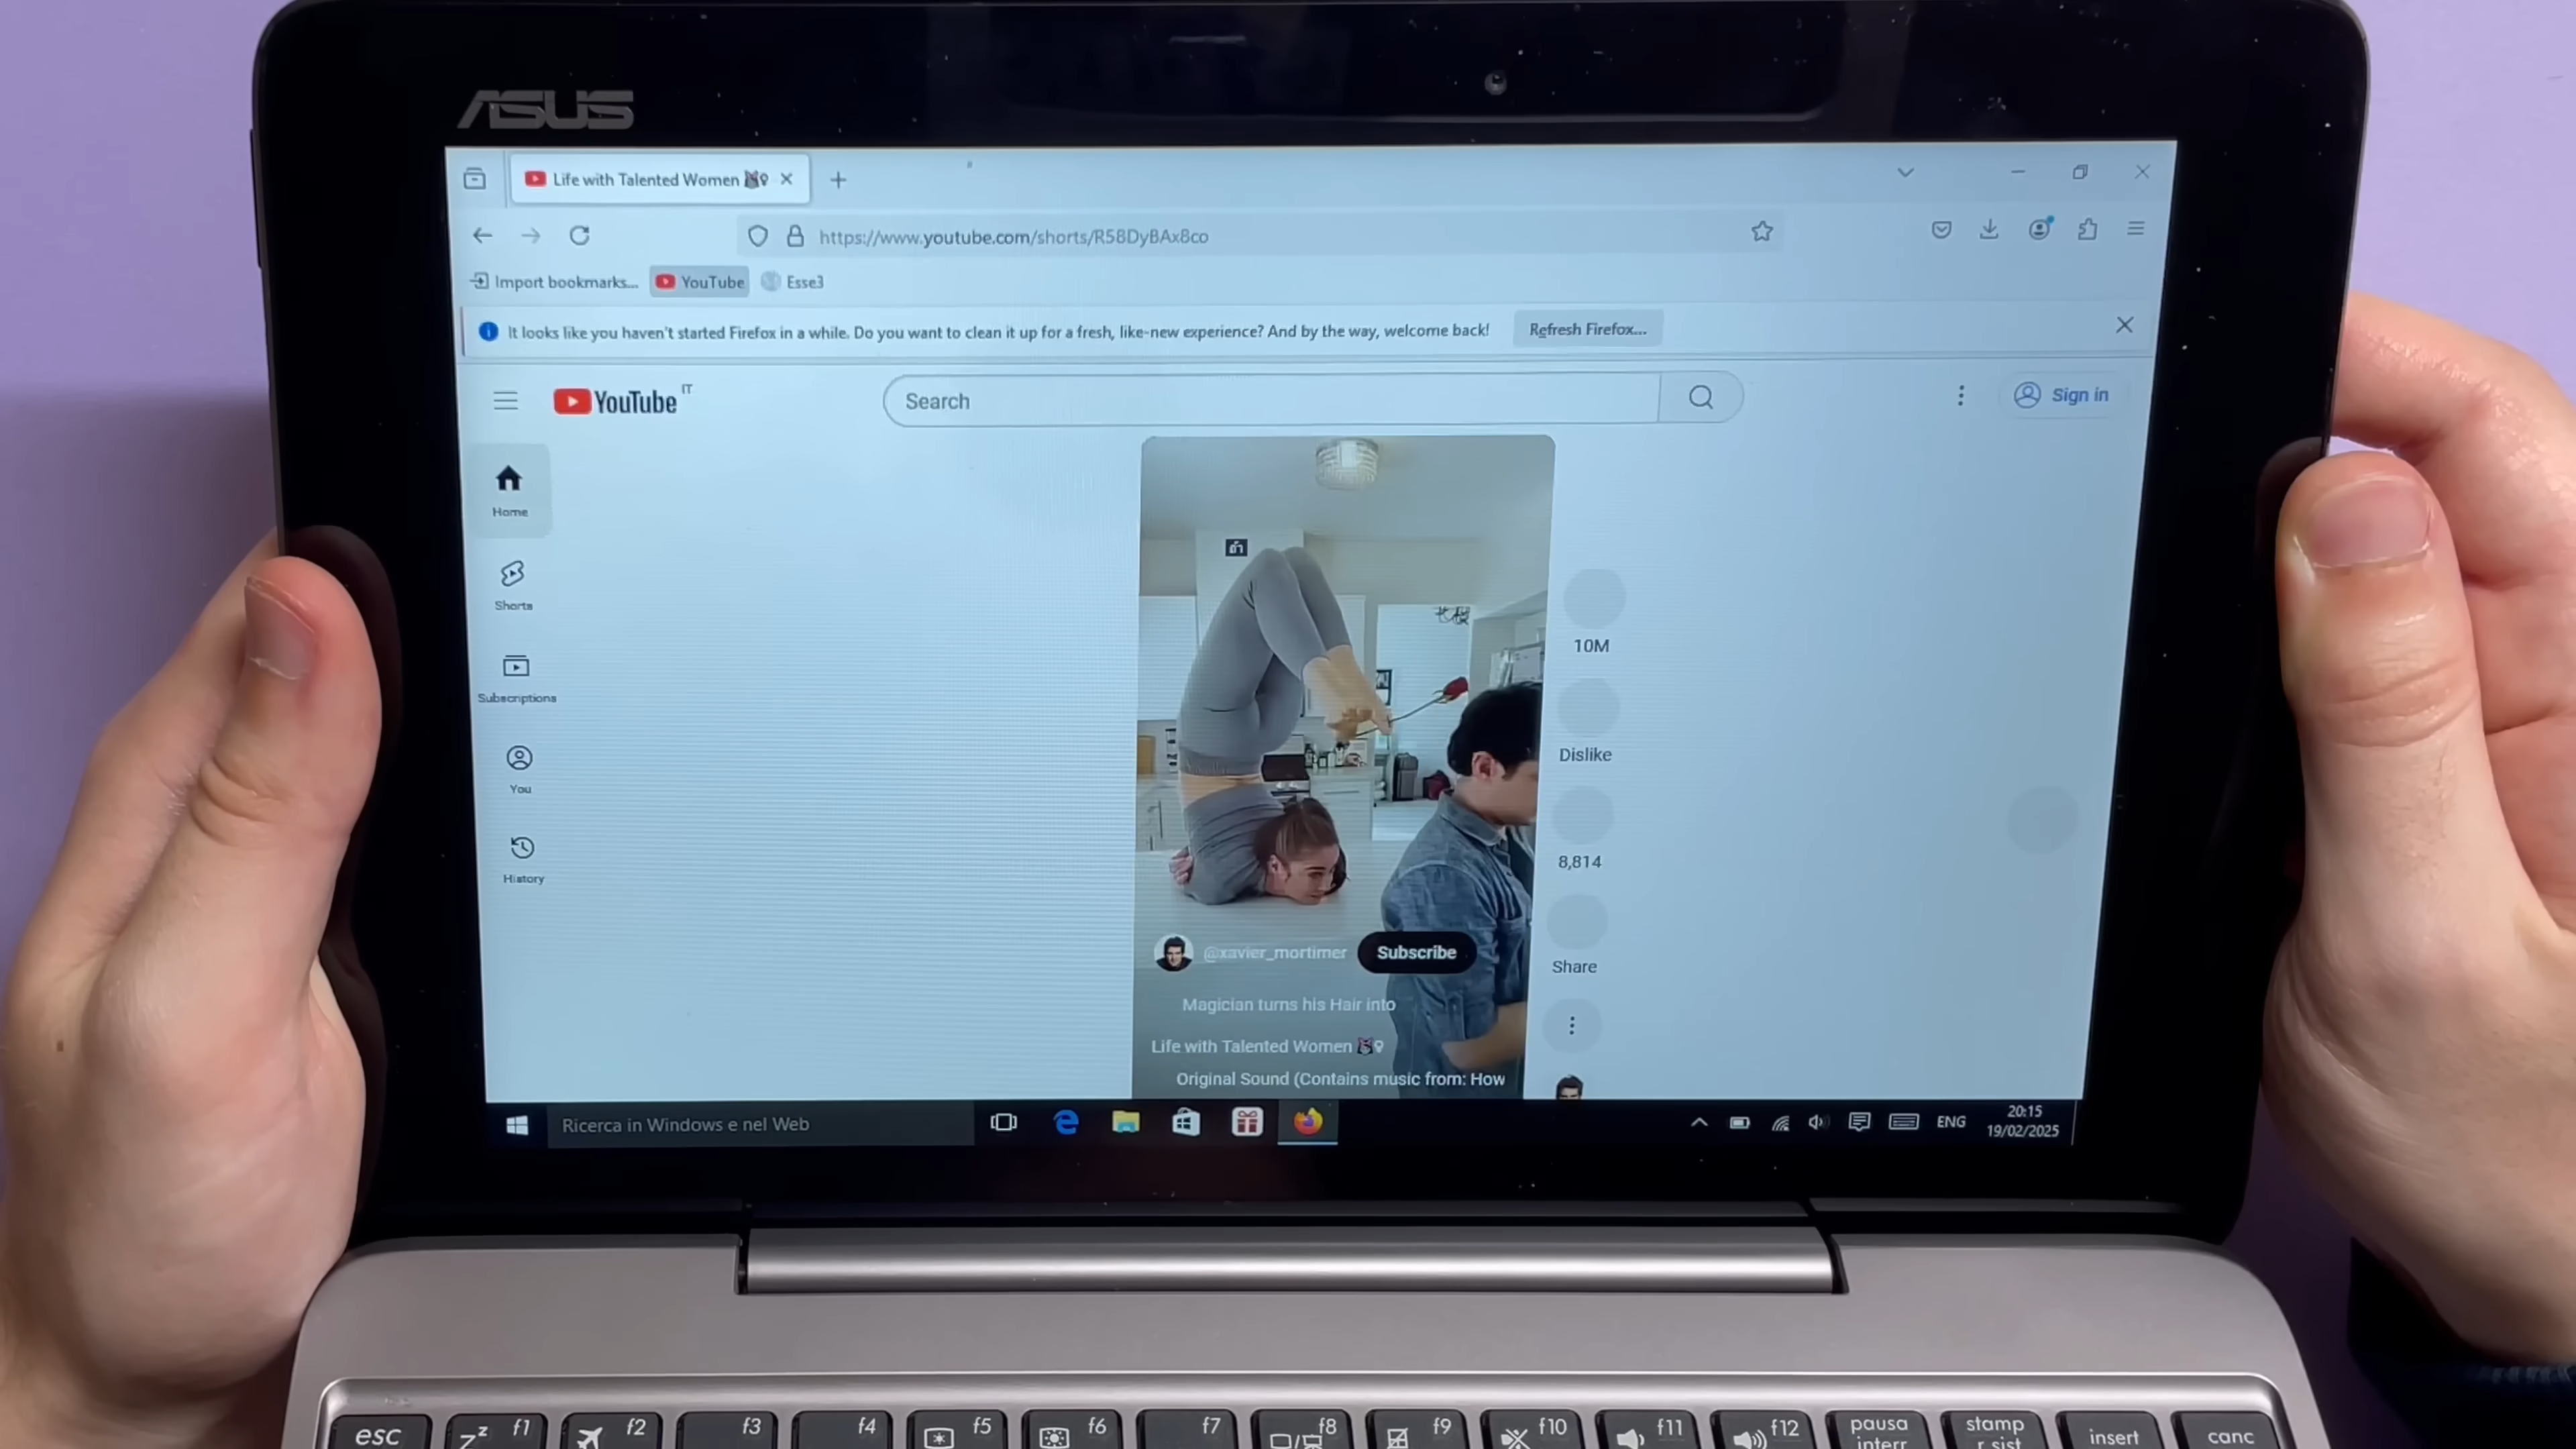 ASUS
Life with Talented Women
https://www.youtube.com/shorts/R58DyBAx8co
Import bookmarks... YouTube Esse3
It looks like you haven't started Firefox in a while. Do you want to clean it up for a fresh, like-new experience? And by the way, welcome back! Refresh Firefox...
YouTube IT Search Sign in
Home
Shorts
Subscriptions
You
History
10M
Dislike
8,814
Share
@xavier_mortimer Subscribe
Magician turns his Hair into
Life with Talented Women
Original Sound (Contains music from: How
Ricerca in Windows e nel Web ENG 20:15
19/02/2025
esc zz f1 f2 f3 f4 f5 f6 f7 f8 f9 f10 f11 f12 pausa stamp insert canc
interr r sist